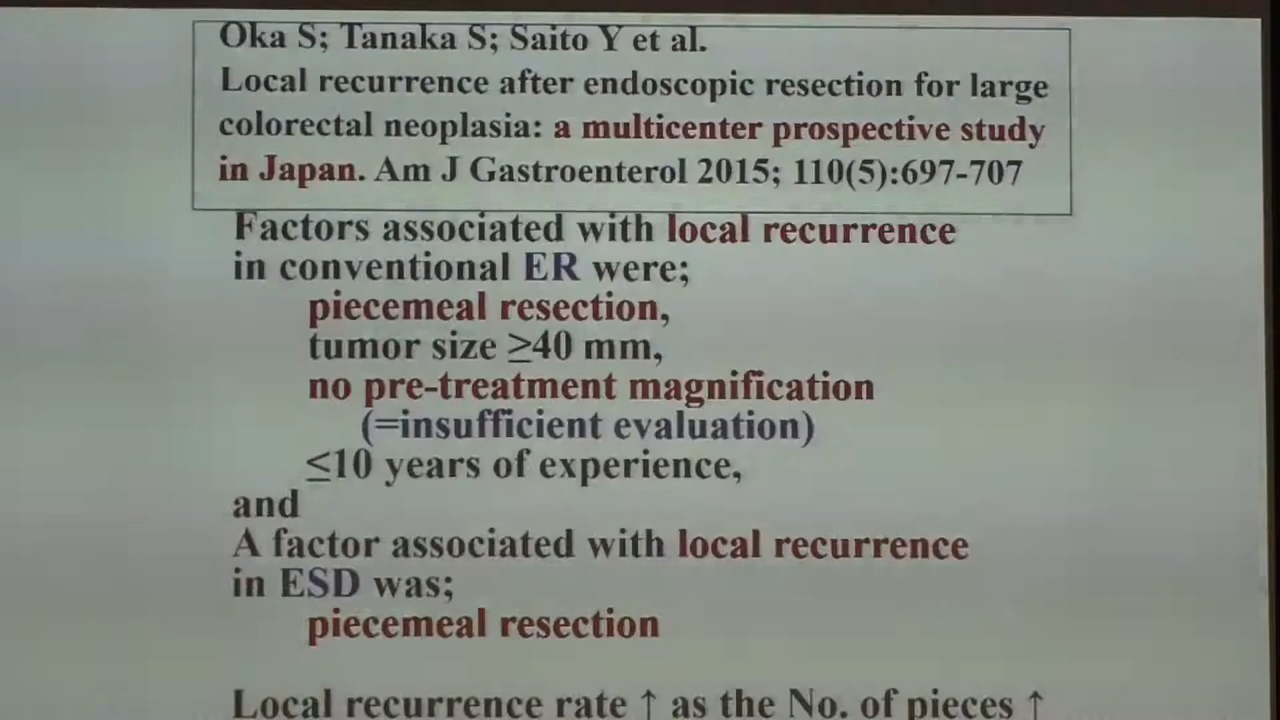 Oka S; Tanaka S; Saito Y et al.
Local recurrence after endoscopic resection for large
colorectal neoplasia: a multicenter prospective study
in Japan. Am J Gastroenterol 2015; 110(5):697-707
Factors associated with local recurrence
in conventional ER were;
piecemeal resection,
tumor size ≥40 mm,
no pre-treatment magnification
(=insufficient evaluation)
≤10 years of experience,
and
A factor associated with local recurrence
in ESD was;
piecemeal resection
Local recurrence rate ↑ as the No. of pieces ↑